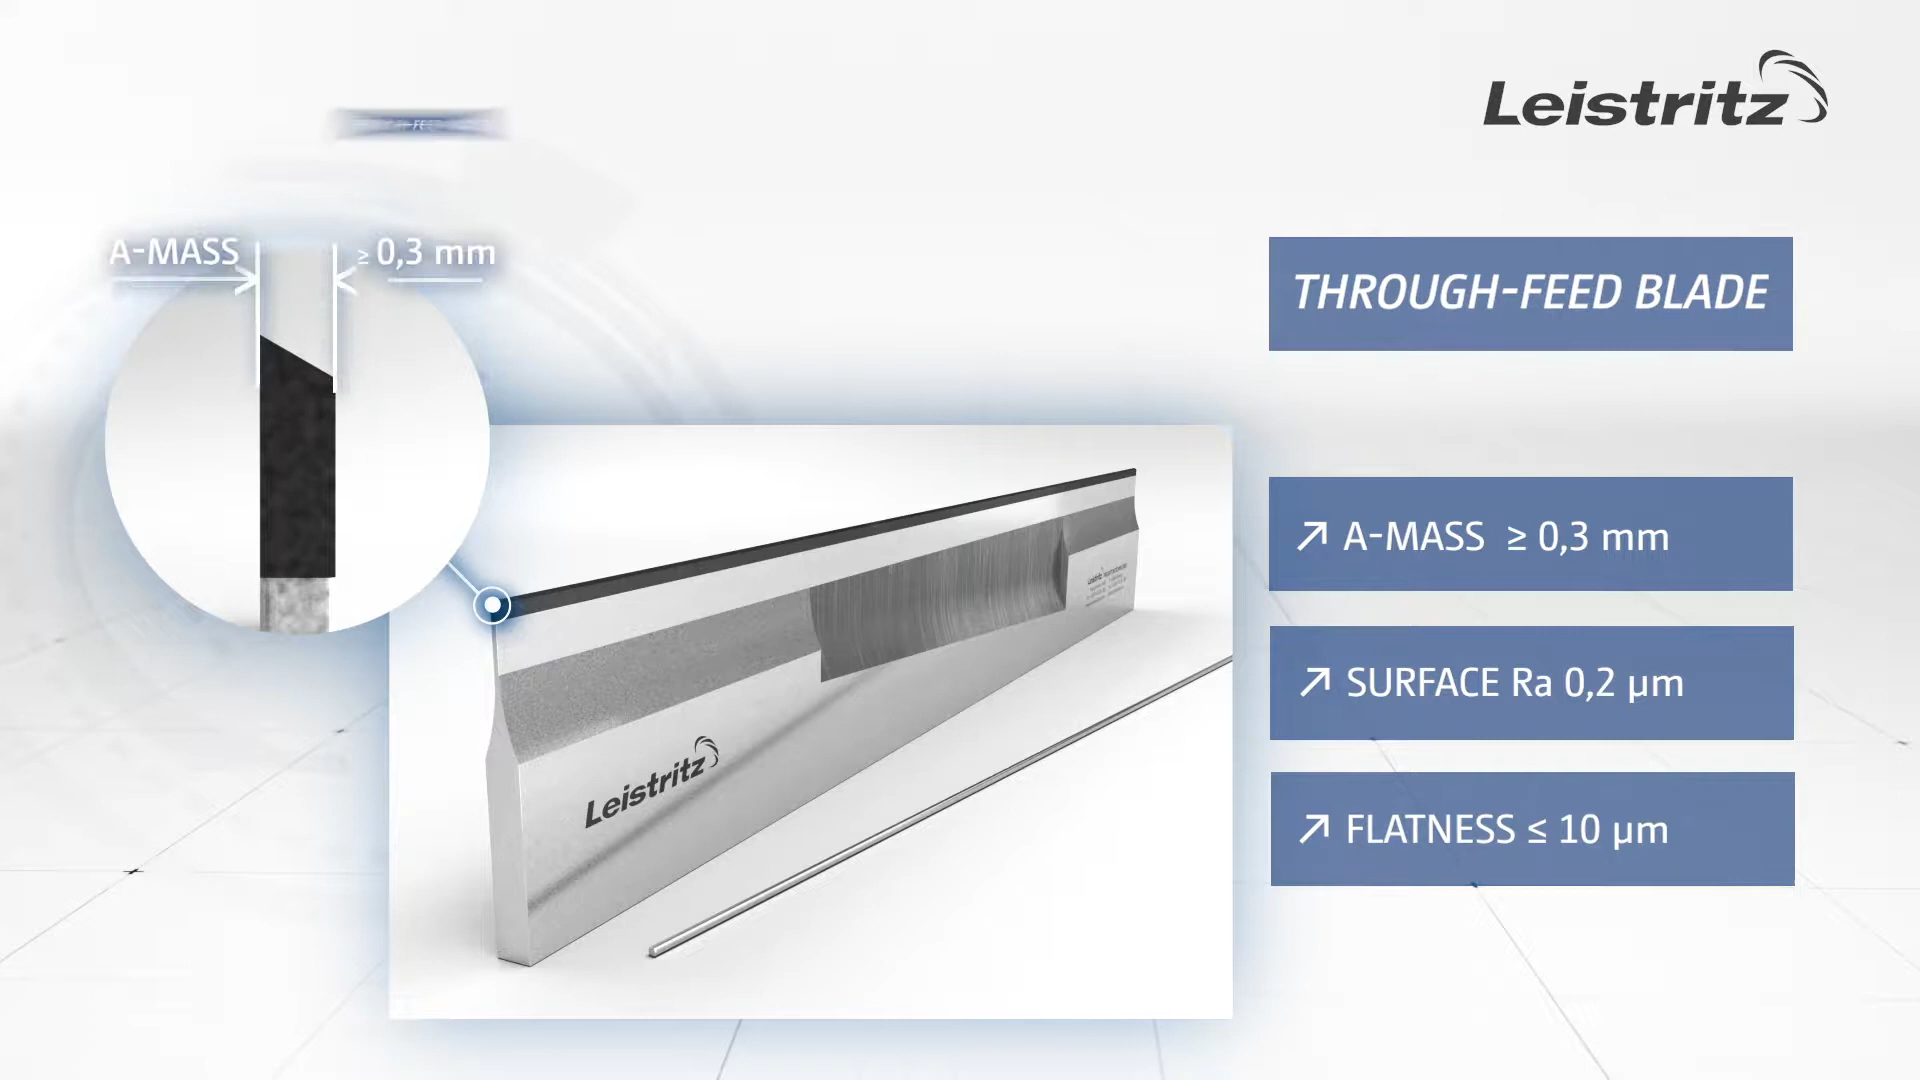 Leistritz
A-MASS ≥ 0,3 mm
THROUGH-FEED BLADE
↗ A-MASS ≥ 0,3 mm
↗ SURFACE Ra 0,2 µm
↗ FLATNESS ≤ 10 µm
Leistritz
Leistritz